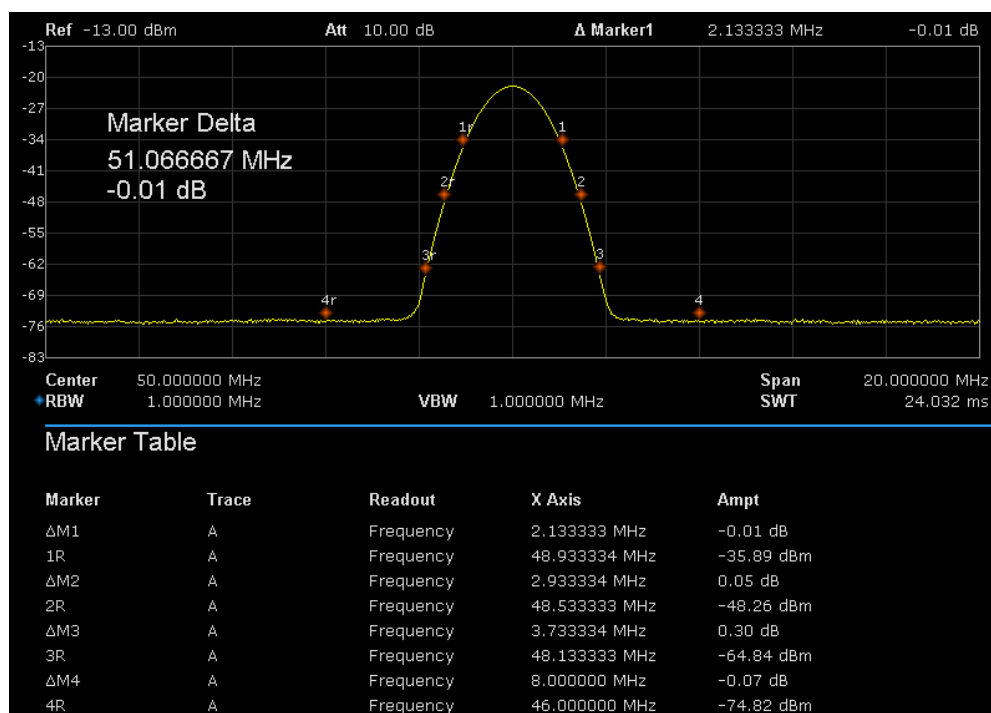 Ref -13.00 dBm Att 10.00 dB Δ Marker1 2.133333 MHz -0.01 dB
-13
-20
-27
Marker Delta
1r 1
-34
51.066667 MHz
-41
-0.01 dB
2r 2
-48
-55
3r 3
-62
-69
4r 4
-76
-83
Center 50.000000 MHz Span 20.000000 MHz
RBW 1.000000 MHz VBW 1.000000 MHz SWT 24.032 ms
Marker Table
Marker Trace Readout X Axis Ampt
ΔM1 A Frequency 2.133333 MHz -0.01 dB
1R A Frequency 48.933334 MHz -35.89 dBm
ΔM2 A Frequency 2.933334 MHz 0.05 dB
2R A Frequency 48.533333 MHz -48.26 dBm
ΔM3 A Frequency 3.733334 MHz 0.30 dB
3R A Frequency 48.133333 MHz -64.84 dBm
ΔM4 A Frequency 8.000000 MHz -0.07 dB
4R A Frequency 46.000000 MHz -74.82 dBm